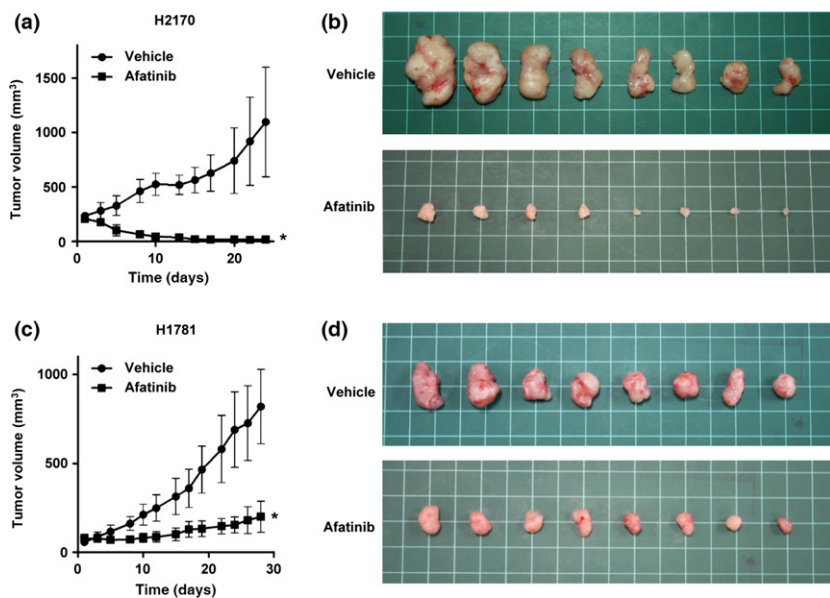 (a)
H2170
Vehicle
Afatinib
Tumor volume (mm³)
1500
1000
500
0
0
10
20
*
Time (days)
(b)
Vehicle
Afatinib
(c)
H1781
Vehicle
Afatinib
Tumor volume (mm³)
1000
500
0
0
10
20
30
*
Time (days)
(d)
Vehicle
Afatinib